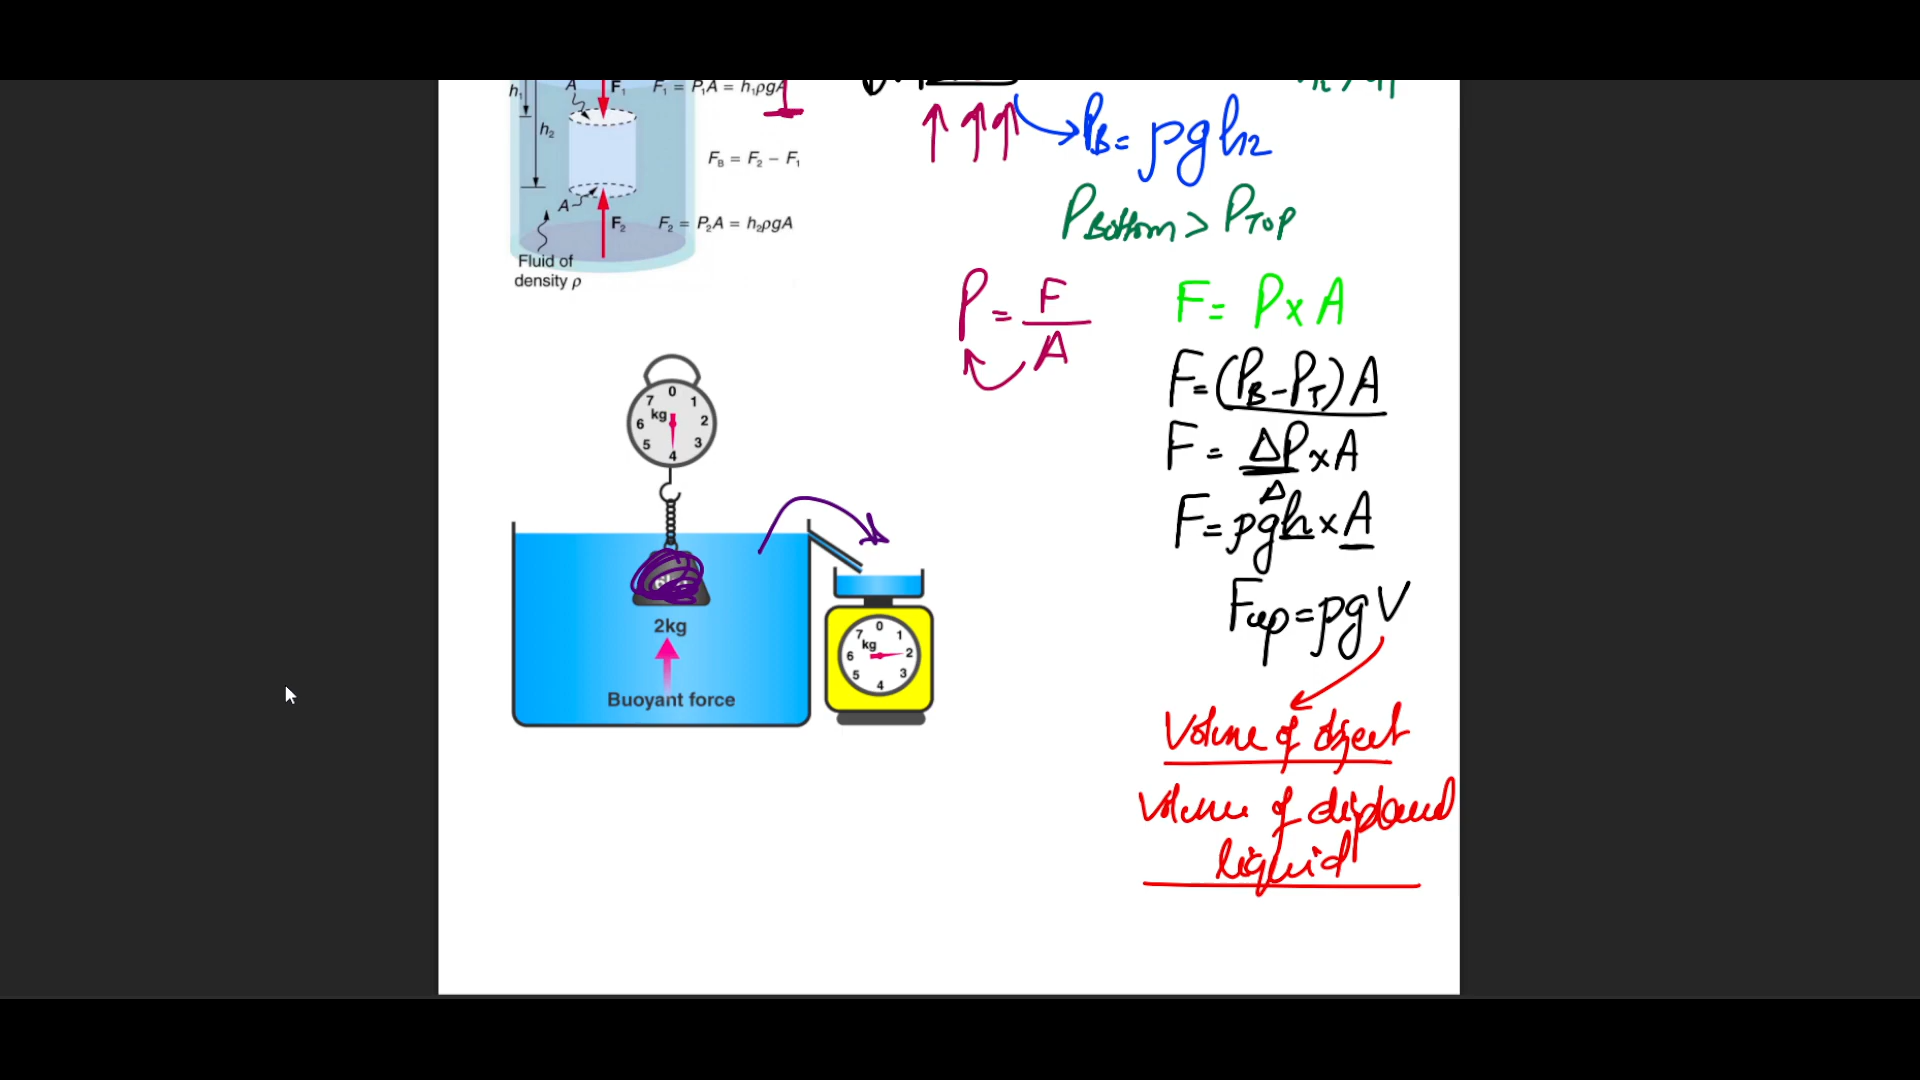 h₁
A
F₁
F₁ = P₁A = h₁ρgA
h₂
F_B = F₂ − F₁
A
F₂
F₂ = P₂A = h₂ρgA
Fluid of
density ρ
P_B = ρgh₂
P_Bottom > P_Top
P = F/A
F = P×A
F = (P_B − P_T) A
F = ΔP×A
Δ
F = ρgh×A
Fup = ρgV
Volume of object
Volume of displaced
liquid
0
1
2
3
4
5
6
7
kg
2kg
Buoyant force
0
1
2
3
4
5
6
7
kg